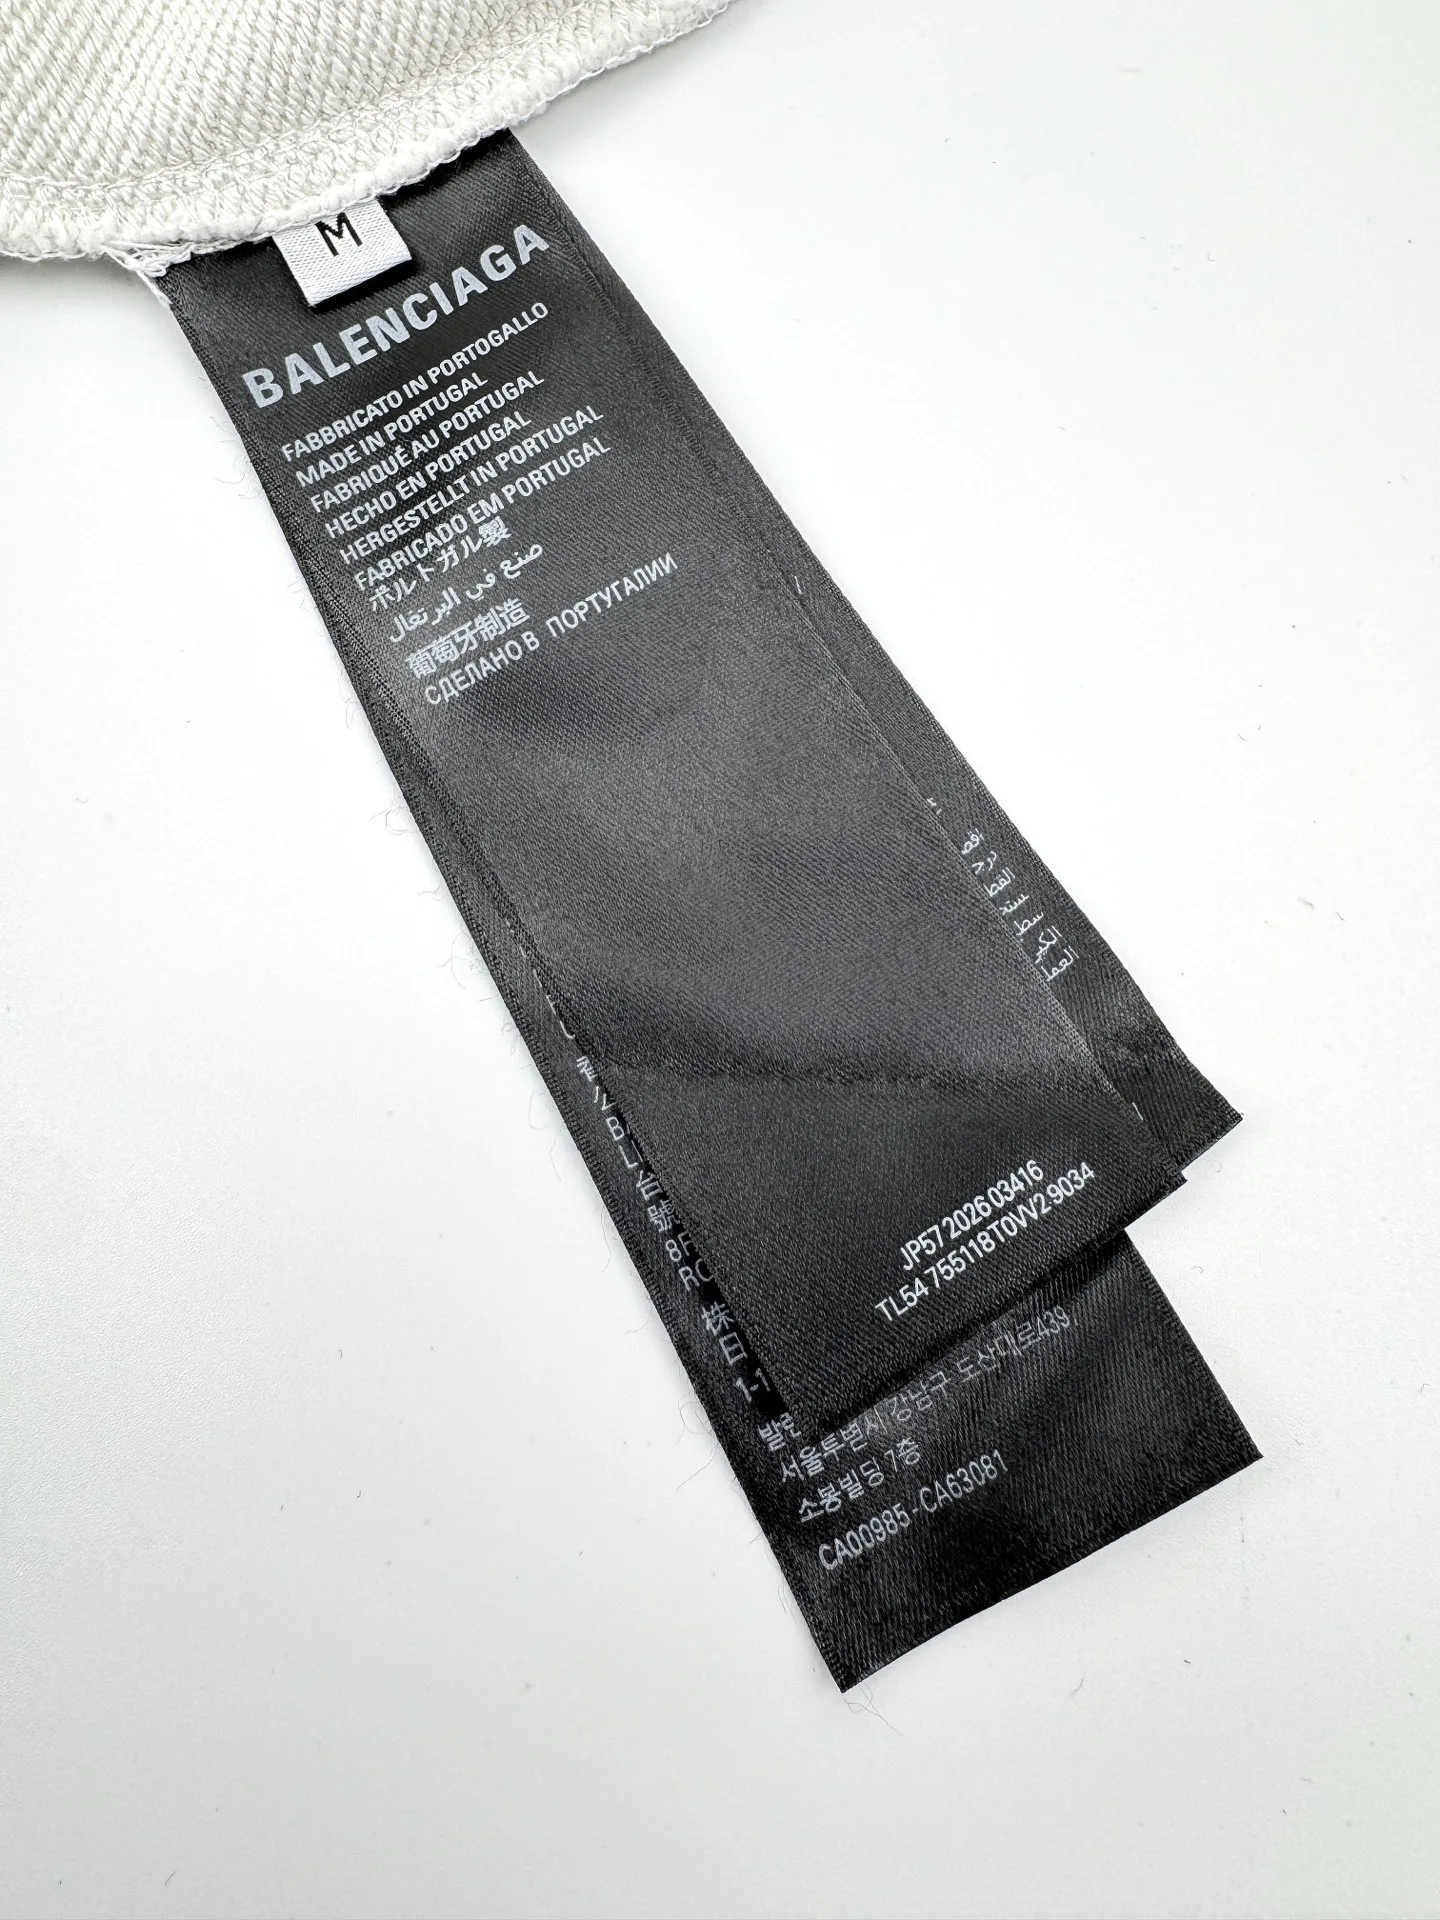 M
BALENCIAGA
FABBRICATO IN PORTOGALLO
MADE IN PORTUGAL
FABRIQUÉ AU PORTUGAL
HECHO EN PORTUGAL
HERGESTELLT IN PORTUGAL
FABRICADO EM PORTUGAL
ポルトガル製
صنع في البرتغال
葡萄牙制造
СДЕЛАНО В ПОРТУГАЛИИ
JP57 2026 03416
TL54 755118T0VV2 9034
서울특별시 강남구 도산대로439
소봉빌딩 7층
CA00985-CA63081